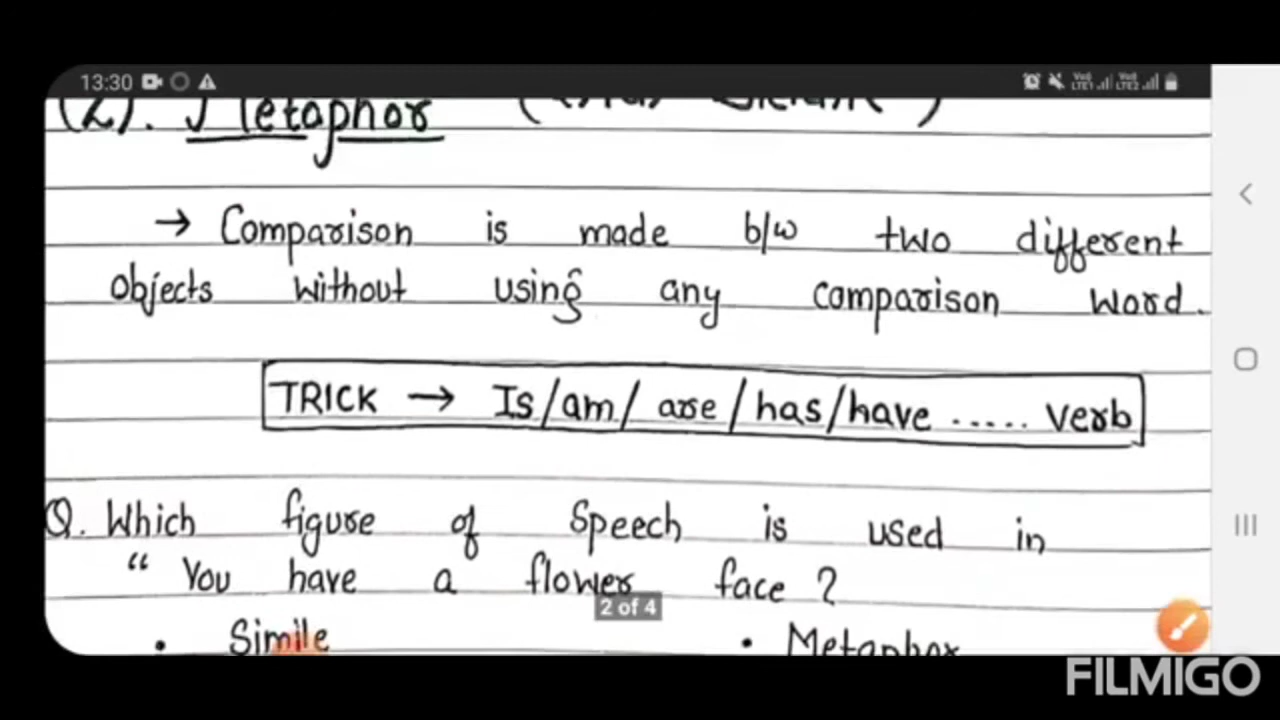 13:30
(2). Metaphor
→ Comparison is made b/w two different
objects without using any comparison word.
TRICK → Is/am/are/has/have ..... verb
Q. Which figure of Speech is used in
“ You have a flower face ?
2 of 4
• Simile • Metaphor
FILMIGO